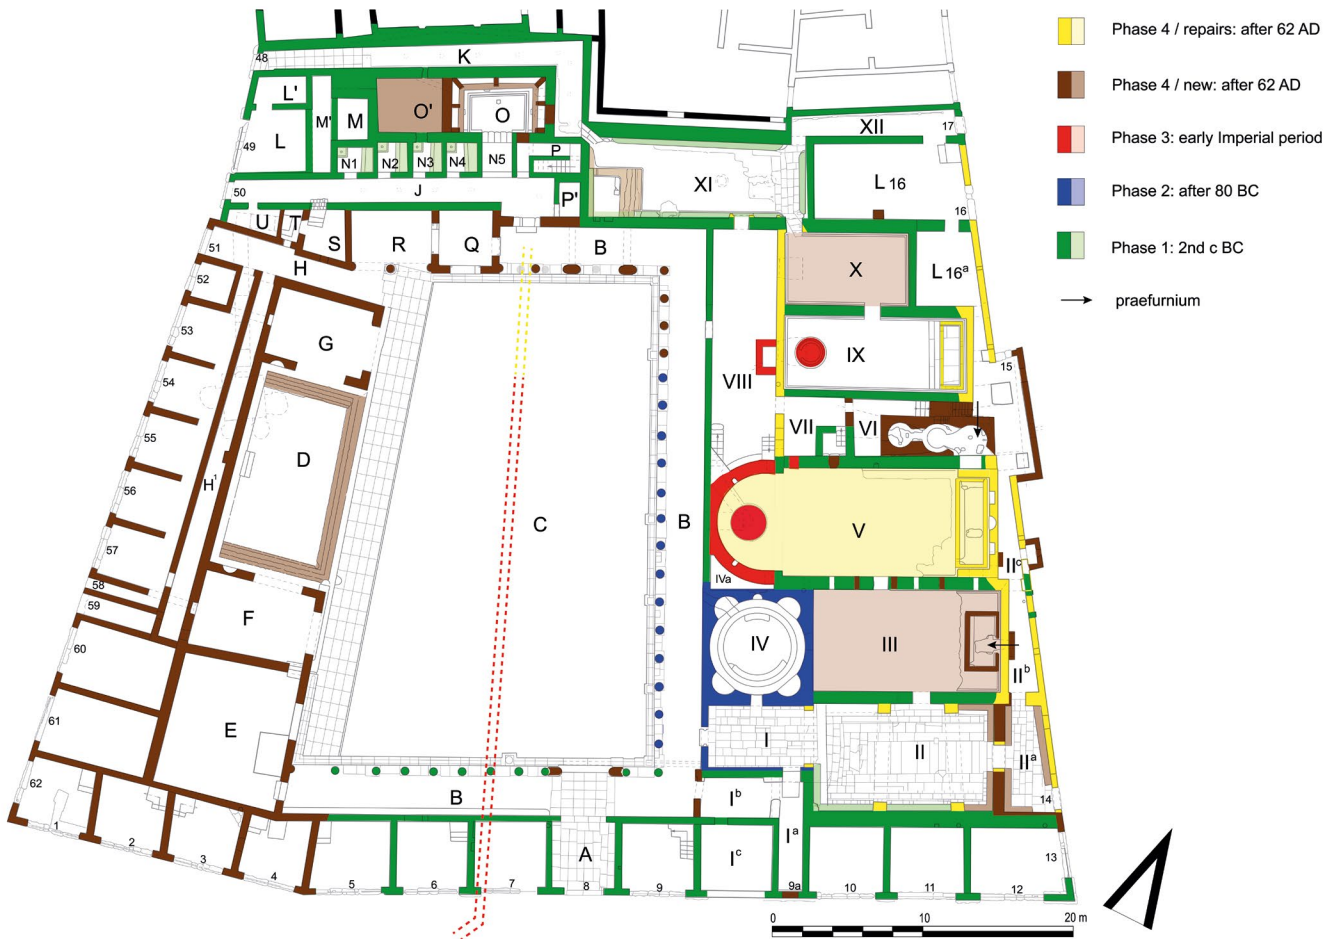 Phase 4 / repairs: after 62 AD
Phase 4 / new: after 62 AD
Phase 3: early Imperial period
Phase 2: after 80 BC
Phase 1: 2nd c BC
praefurnium
48
K
L'
M'
M
O'
O
XII
17
49
L
N1
N2
N3
N4
N5
P
XI
L 16
50
J
P'
16
U
T
S
R
Q
B
51
H
X
L 16ª
52
G
53
IX
15
54
VIII
55
VII
VI
D
56
H¹
C
B
V
57
58
IVa
IIᶜ
59
F
60
IV
III
IIᵇ
61
E
I
II
IIª
62
B
Iᵇ
14
1
2
3
4
5
6
7
A
8
9
Iᶜ
Iª
9a
10
11
12
13
0
10
20 m